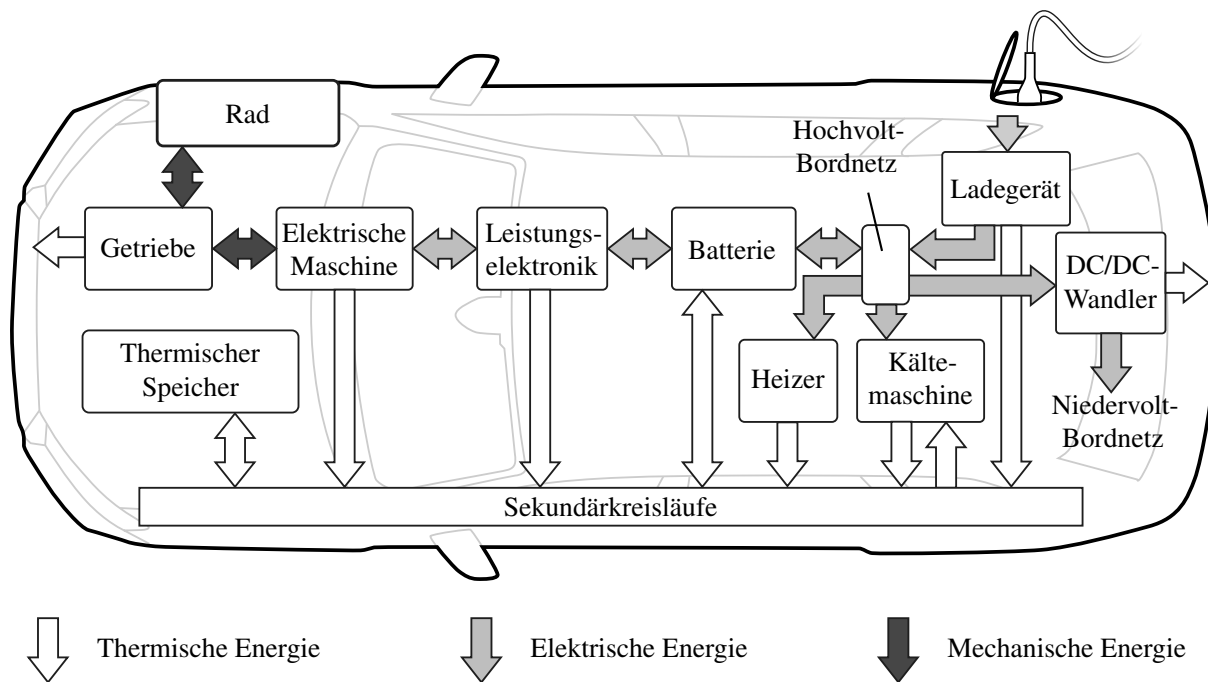 Rad
Hochvolt-
Bordnetz
Ladegerät
Getriebe
Elektrische
Maschine
Leistungs-
elektronik
Batterie
DC/DC-
Wandler
Thermischer
Speicher
Heizer
Kälte-
maschine
Niedervolt-
Bordnetz
Sekundärkreisläufe
Thermische Energie
Elektrische Energie
Mechanische Energie